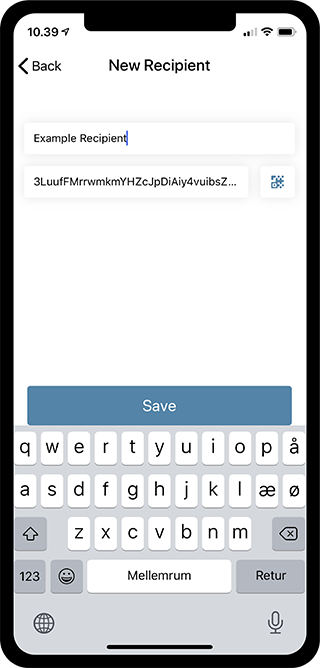 10.39
Back New Recipient
Example Recipient
3LuufFMrrwmkmYHZcJpDiAiy4vuibsZ...
Save
q w e r t y u i o p å
a s d f g h j k l æ ø
z x c v b n m
123 Mellemrum Retur